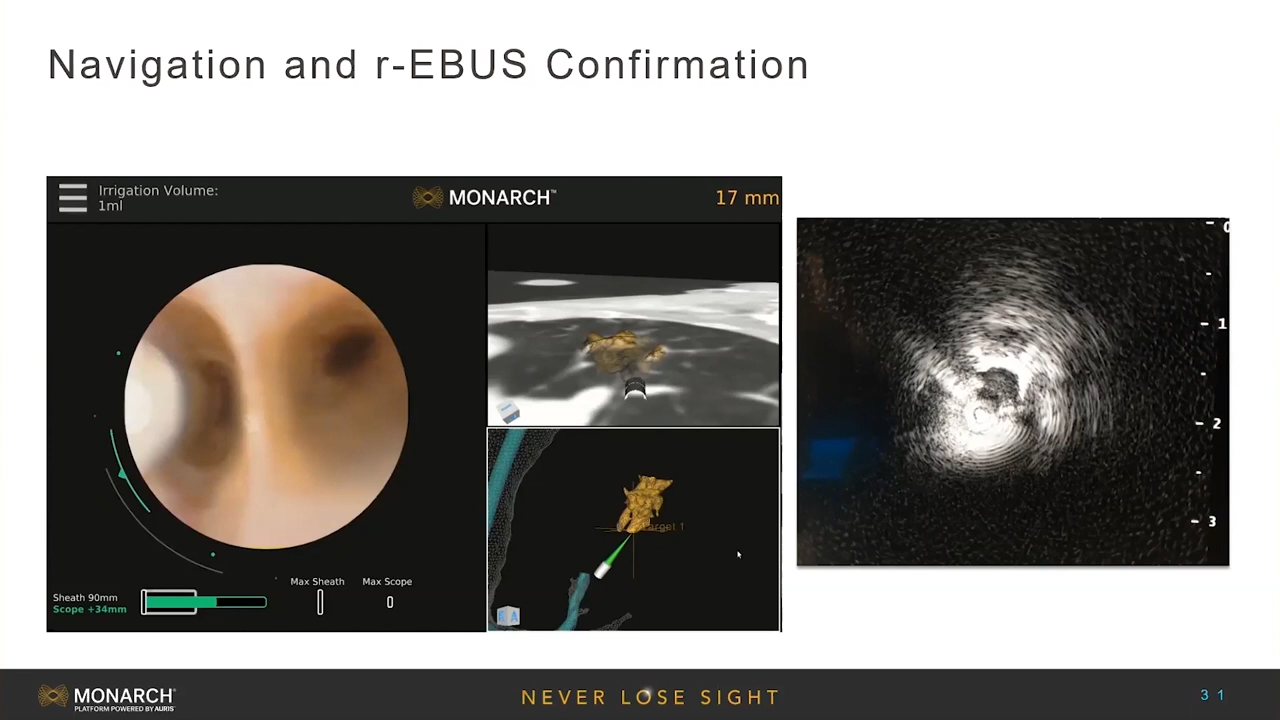 Navigation and r-EBUS Confirmation
Irrigation Volume:
1ml
MONARCH™
17 mm
Target 1
Sheath 90mm
Scope +34mm
Max Sheath
Max Scope
A
0
1
2
3
MONARCH
PLATFORM POWERED BY AURIS
NEVER LOSE SIGHT
31